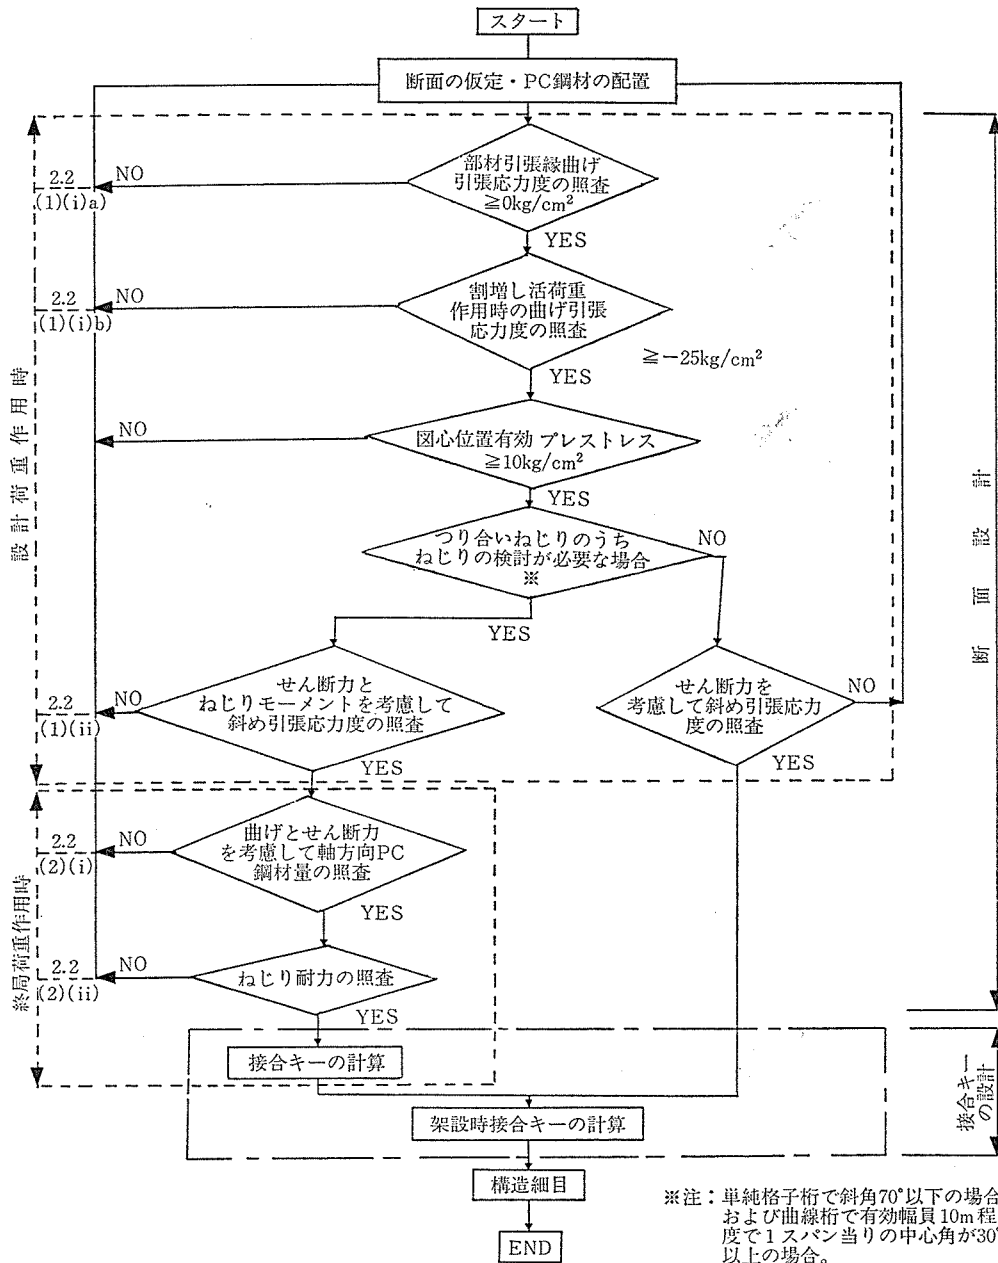 スタート
断面の仮定・PC鋼材の配置
部材引張縁曲げ
引張応力度の照査
≧0kg/cm²
NO
2.2
(1)(i)a)
YES
割増し活荷重
作用時の曲げ引張
応力度の照査
NO
2.2
(1)(i)b)
≧−25kg/cm²
YES
図心位置有効プレストレス
≧10kg/cm²
NO
YES
つり合いねじりのうち
ねじりの検討が必要な場合
※
NO
YES
せん断力と
ねじりモーメントを考慮して
斜め引張応力度の照査
NO
2.2
(1)(ii)
YES
せん断力を
考慮して斜め引張応力
度の照査
NO
YES
設計荷重作用時
曲げとせん断力
を考慮して軸方向PC
鋼材量の照査
NO
2.2
(2)(i)
YES
ねじり耐力の照査
NO
2.2
(2)(ii)
YES
終局荷重作用時
接合キーの計算
架設時接合キーの計算
構造細目
END
断面設計
接合キー
の設計
※注：単純格子桁で斜角70°以下の場合
および曲線桁で有効幅員10m程
度で1スパン当りの中心角が30°
以上の場合。